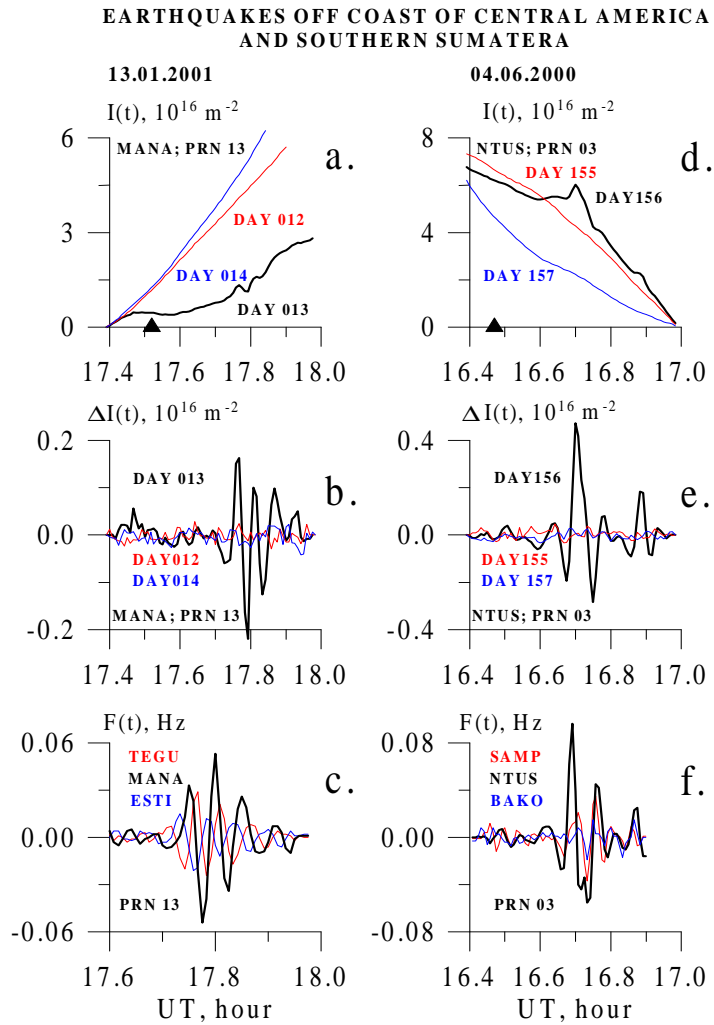 EARTHQUAKES OFF COAST OF CENTRAL AMERICA
AND SOUTHERN SUMATERA
13.01.2001
I(t), 10^16 m^-2
6
3
0
MANA; PRN 13
a.
DAY 012
DAY 014
DAY 013
17.4 17.6 17.8 18.0
04.06.2000
I(t), 10^16 m^-2
8
4
0
NTUS; PRN 03
d.
DAY 155
DAY156
DAY 157
16.4 16.6 16.8 17.0
ΔI(t), 10^16 m^-2
0.2
0.0
-0.2
DAY 013
b.
DAY012
DAY014
MANA; PRN 13
17.4 17.6 17.8 18.0
ΔI(t), 10^16 m^-2
0.4
0.0
-0.4
DAY156
e.
DAY155
DAY 157
NTUS; PRN 03
16.4 16.6 16.8 17.0
F(t), Hz
0.06
0.00
-0.06
TEGU
MANA
ESTI
c.
PRN 13
17.6 17.8 18.0
UT, hour
F(t), Hz
0.08
0.00
-0.08
SAMP
NTUS
BAKO
f.
PRN 03
16.4 16.6 16.8 17.0
UT, hour